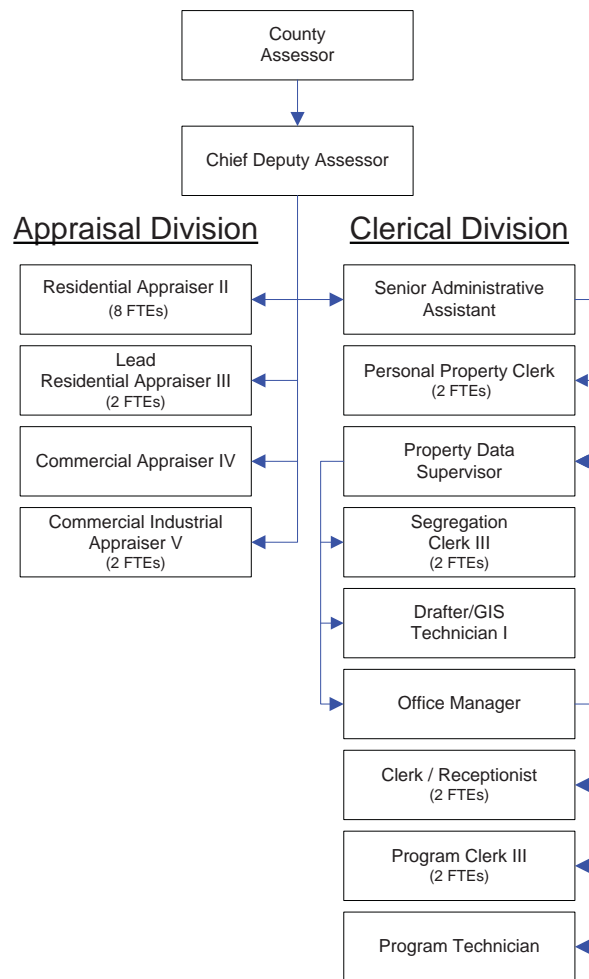 County
Assessor
Chief Deputy Assessor
Appraisal Division
Residential Appraiser II
(8 FTEs)
Lead
Residential Appraiser III
(2 FTEs)
Commercial Appraiser IV
Commercial Industrial
Appraiser V
(2 FTEs)
Clerical Division
Senior Administrative
Assistant
Personal Property Clerk
(2 FTEs)
Property Data
Supervisor
Segregation
Clerk III
(2 FTEs)
Drafter/GIS
Technician I
Office Manager
Clerk / Receptionist
(2 FTEs)
Program Clerk III
(2 FTEs)
Program Technician